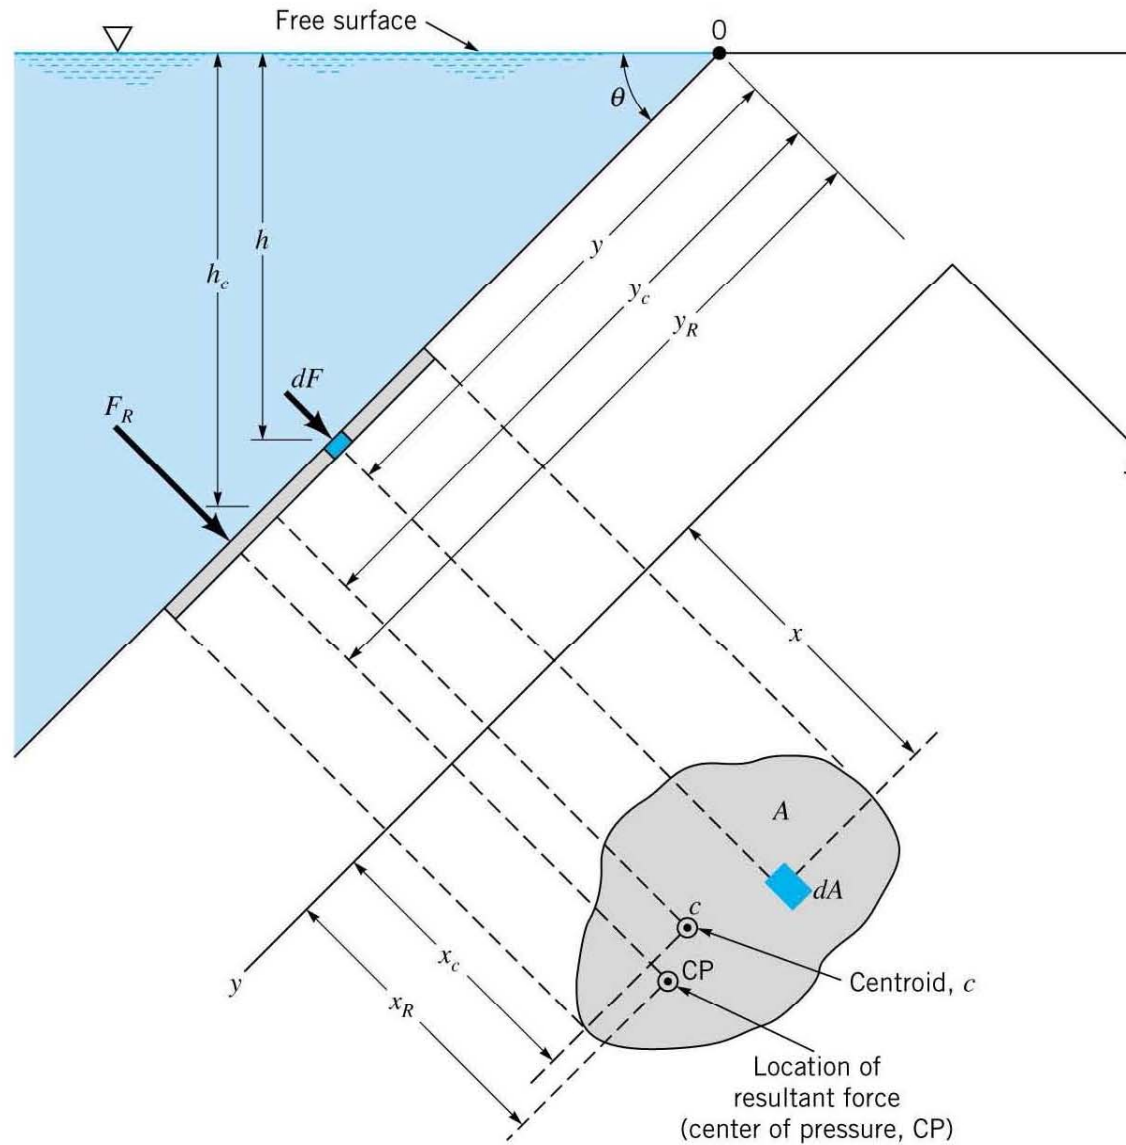 Free surface
0
θ
h
y
h_c
y_c
y_R
dF
F_R
x
A
dA
c
x_c
CP
y
Centroid, c
x_R
Location of
resultant force
(center of pressure, CP)